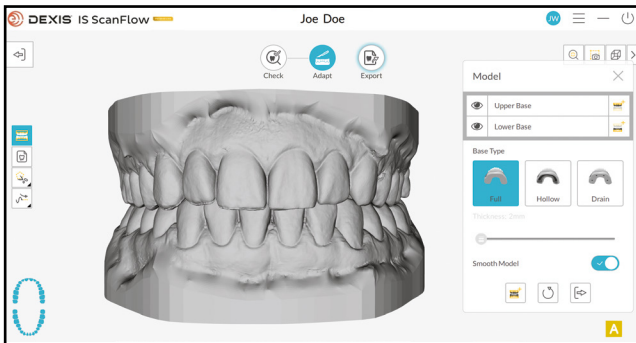 DEXIS IS ScanFlow
Joe Doe
JW
Check
Adapt
Export
Model
Upper Base
Lower Base
Base Type
Full
Hollow
Drain
Thickness: 2mm
Smooth Model
A